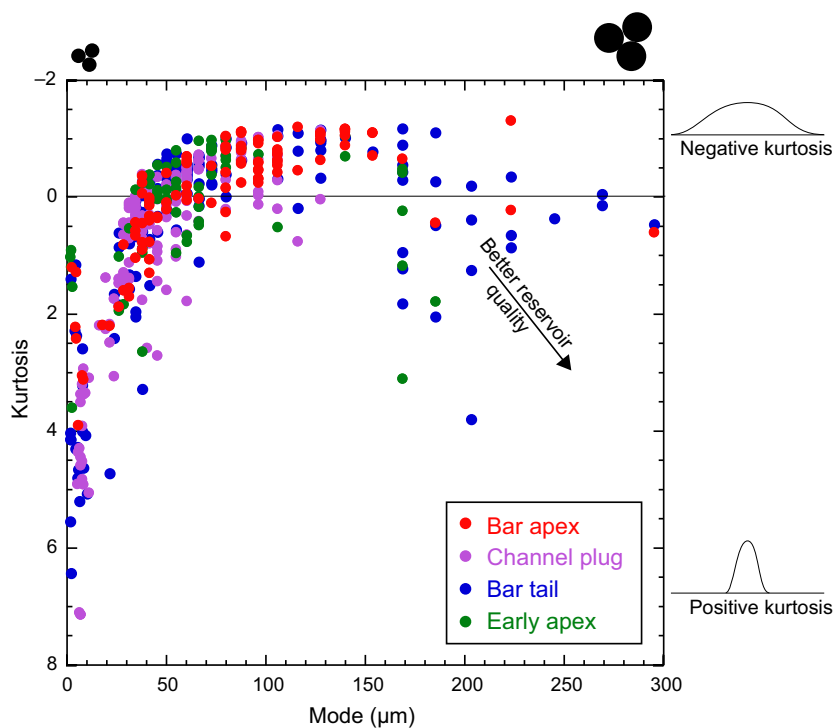 −2
0
2
4
6
8
Kurtosis
0
50
100
150
200
250
300
Mode (µm)
Better reservoir
quality
Bar apex
Channel plug
Bar tail
Early apex
Negative kurtosis
Positive kurtosis